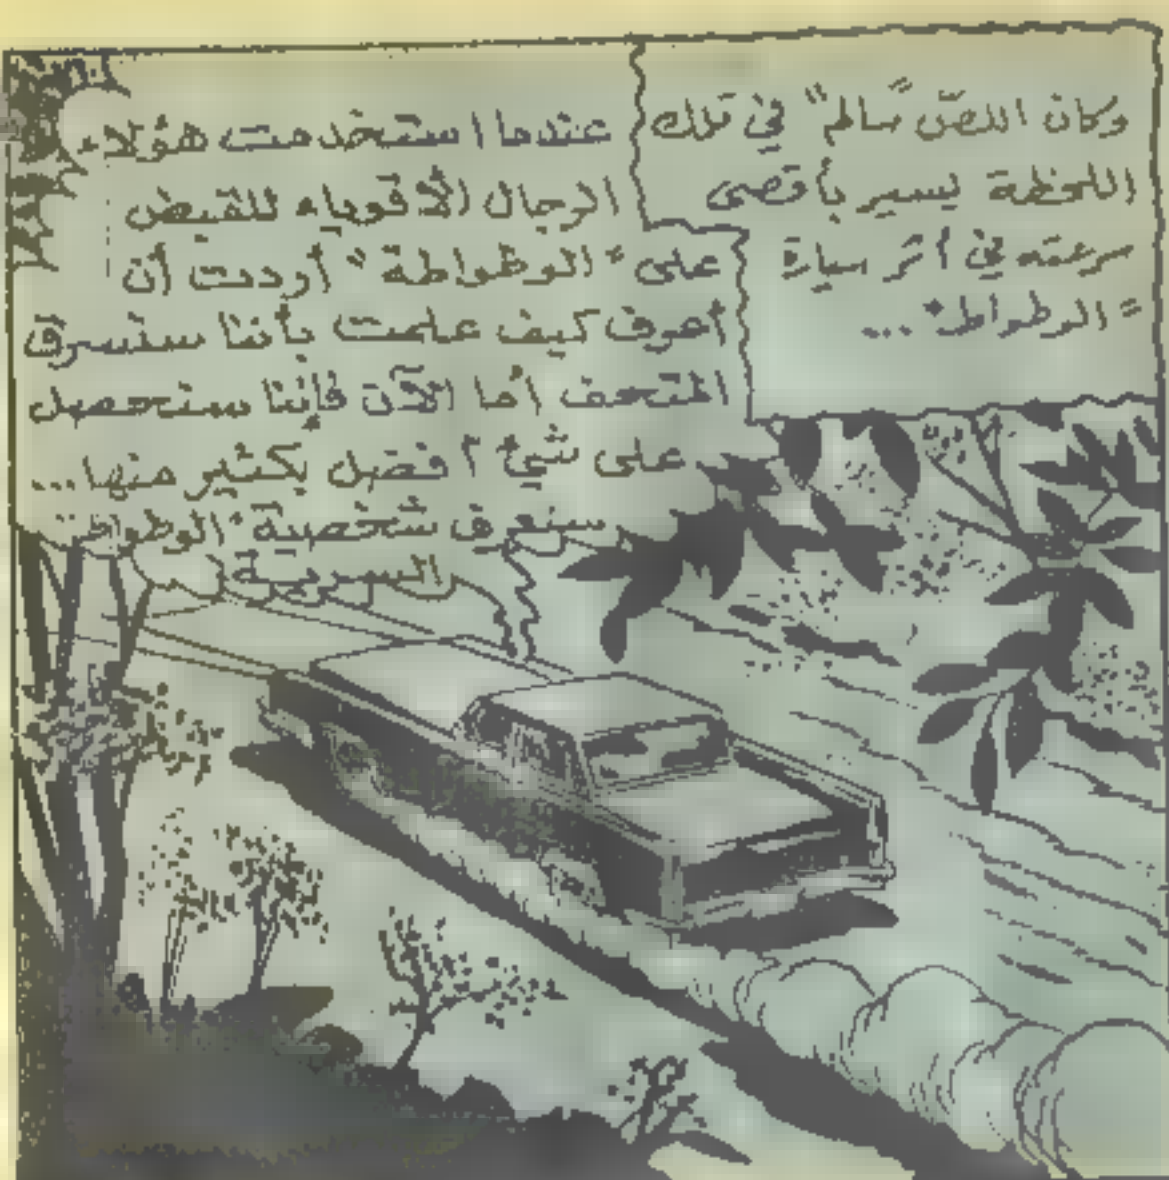 وكان اللصّ "سالم" في تلك
اللحظة يسير بأقصى
سرعته في أثر سيارة
"الوطواط" ...
عندما استخدمت هؤلاء
الرجال الأقوياء للقبض
على "الوطواطة" أردت أن
أعرف كيف علمت بأننا سنسرق
المتحف أما الآن فإننا سنحصل
على شيء أفضل بكثير منها ...
سنعرف شخصية "الوطواط"
السرية